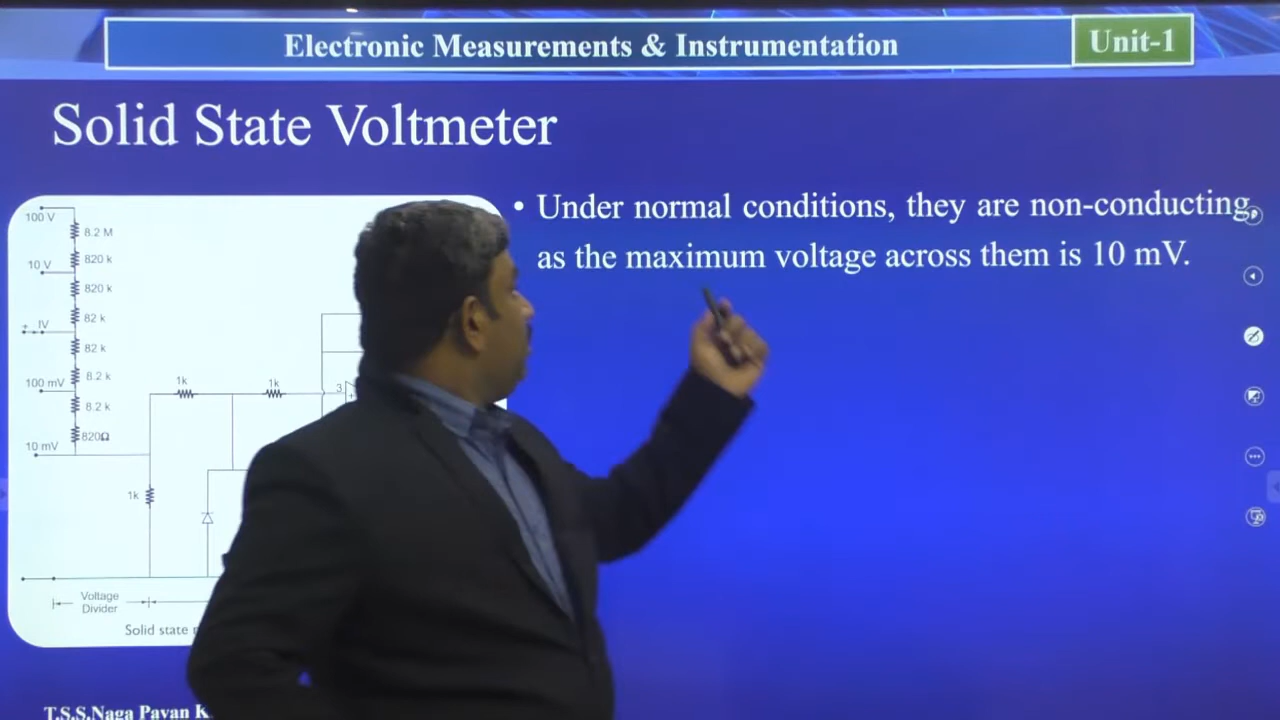 Electronic Measurements & Instrumentation
Unit-1
Solid State Voltmeter
• Under normal conditions, they are non-conducting
as the maximum voltage across them is 10 mV.
100 V
8.2 M
10 V
820 k
820 k
+ IV
82 k
82 k
100 mV
8.2 k
8.2 k
10 mV
820Ω
1k
1k
3
+
1k
Voltage
Divider
Solid state
T.S.S.Naga Pavan K